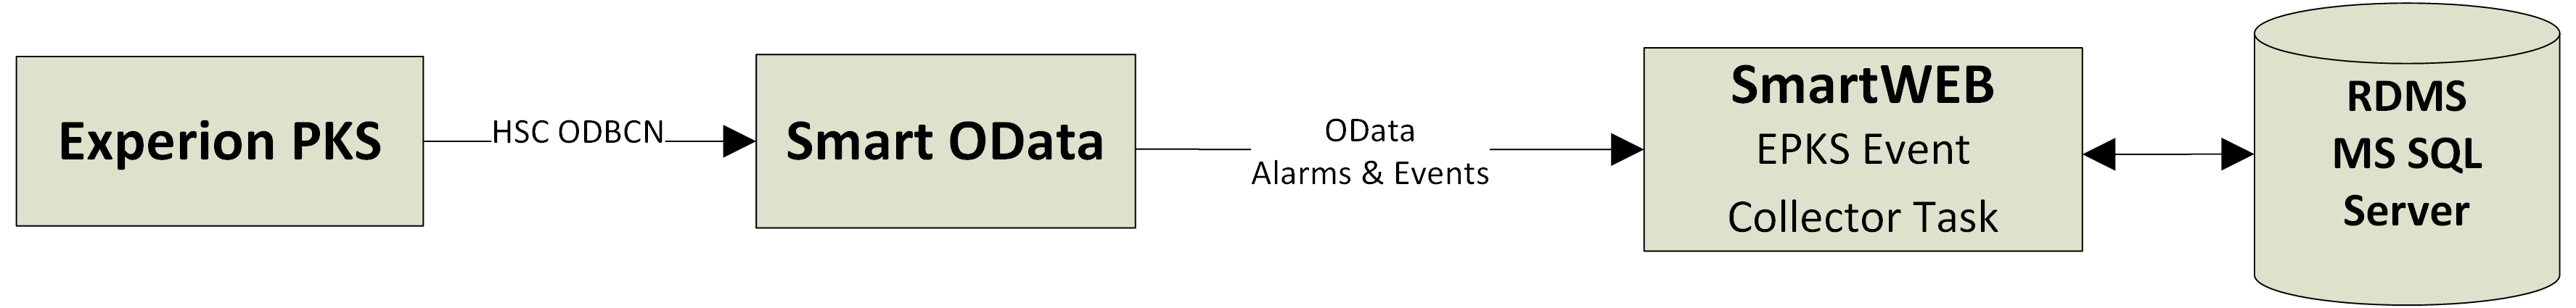 Experion PKS
HSC ODBCN
Smart OData
OData
Alarms & Events
SmartWEB
EPKS Event
Collector Task
RDMS
MS SQL
Server